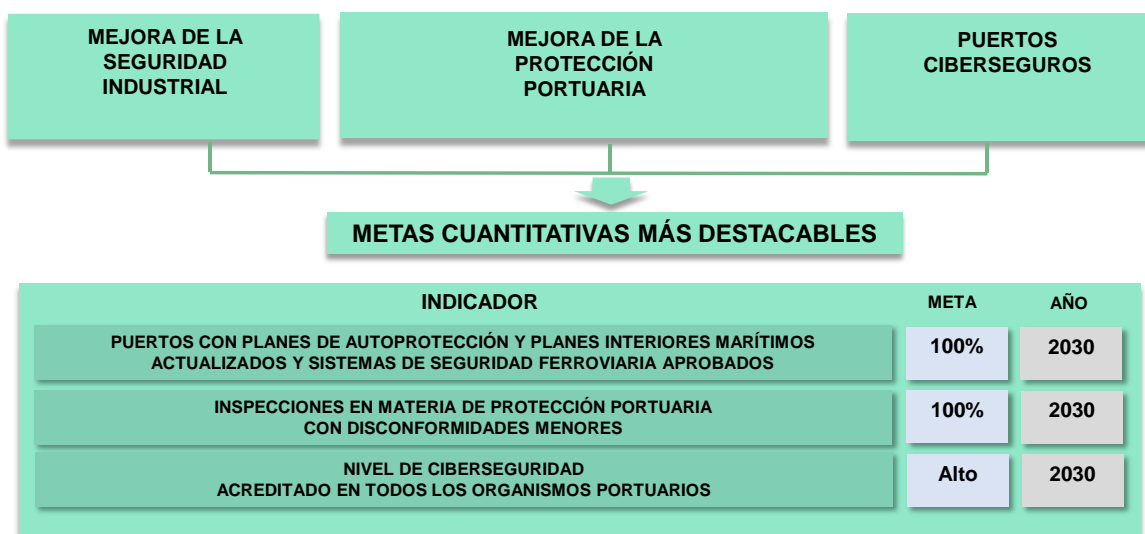 MEJORA DE LA
SEGURIDAD
INDUSTRIAL
MEJORA DE LA
PROTECCIÓN
PORTUARIA
PUERTOS
CIBERSEGUROS
METAS CUANTITATIVAS MÁS DESTACABLES
INDICADOR META AÑO
PUERTOS CON PLANES DE AUTOPROTECCIÓN Y PLANES INTERIORES MARÍTIMOS
ACTUALIZADOS Y SISTEMAS DE SEGURIDAD FERROVIARIA APROBADOS
100% 2030
INSPECCIONES EN MATERIA DE PROTECCIÓN PORTUARIA
CON DISCONFORMIDADES MENORES
100% 2030
NIVEL DE CIBERSEGURIDAD
ACREDITADO EN TODOS LOS ORGANISMOS PORTUARIOS
Alto 2030